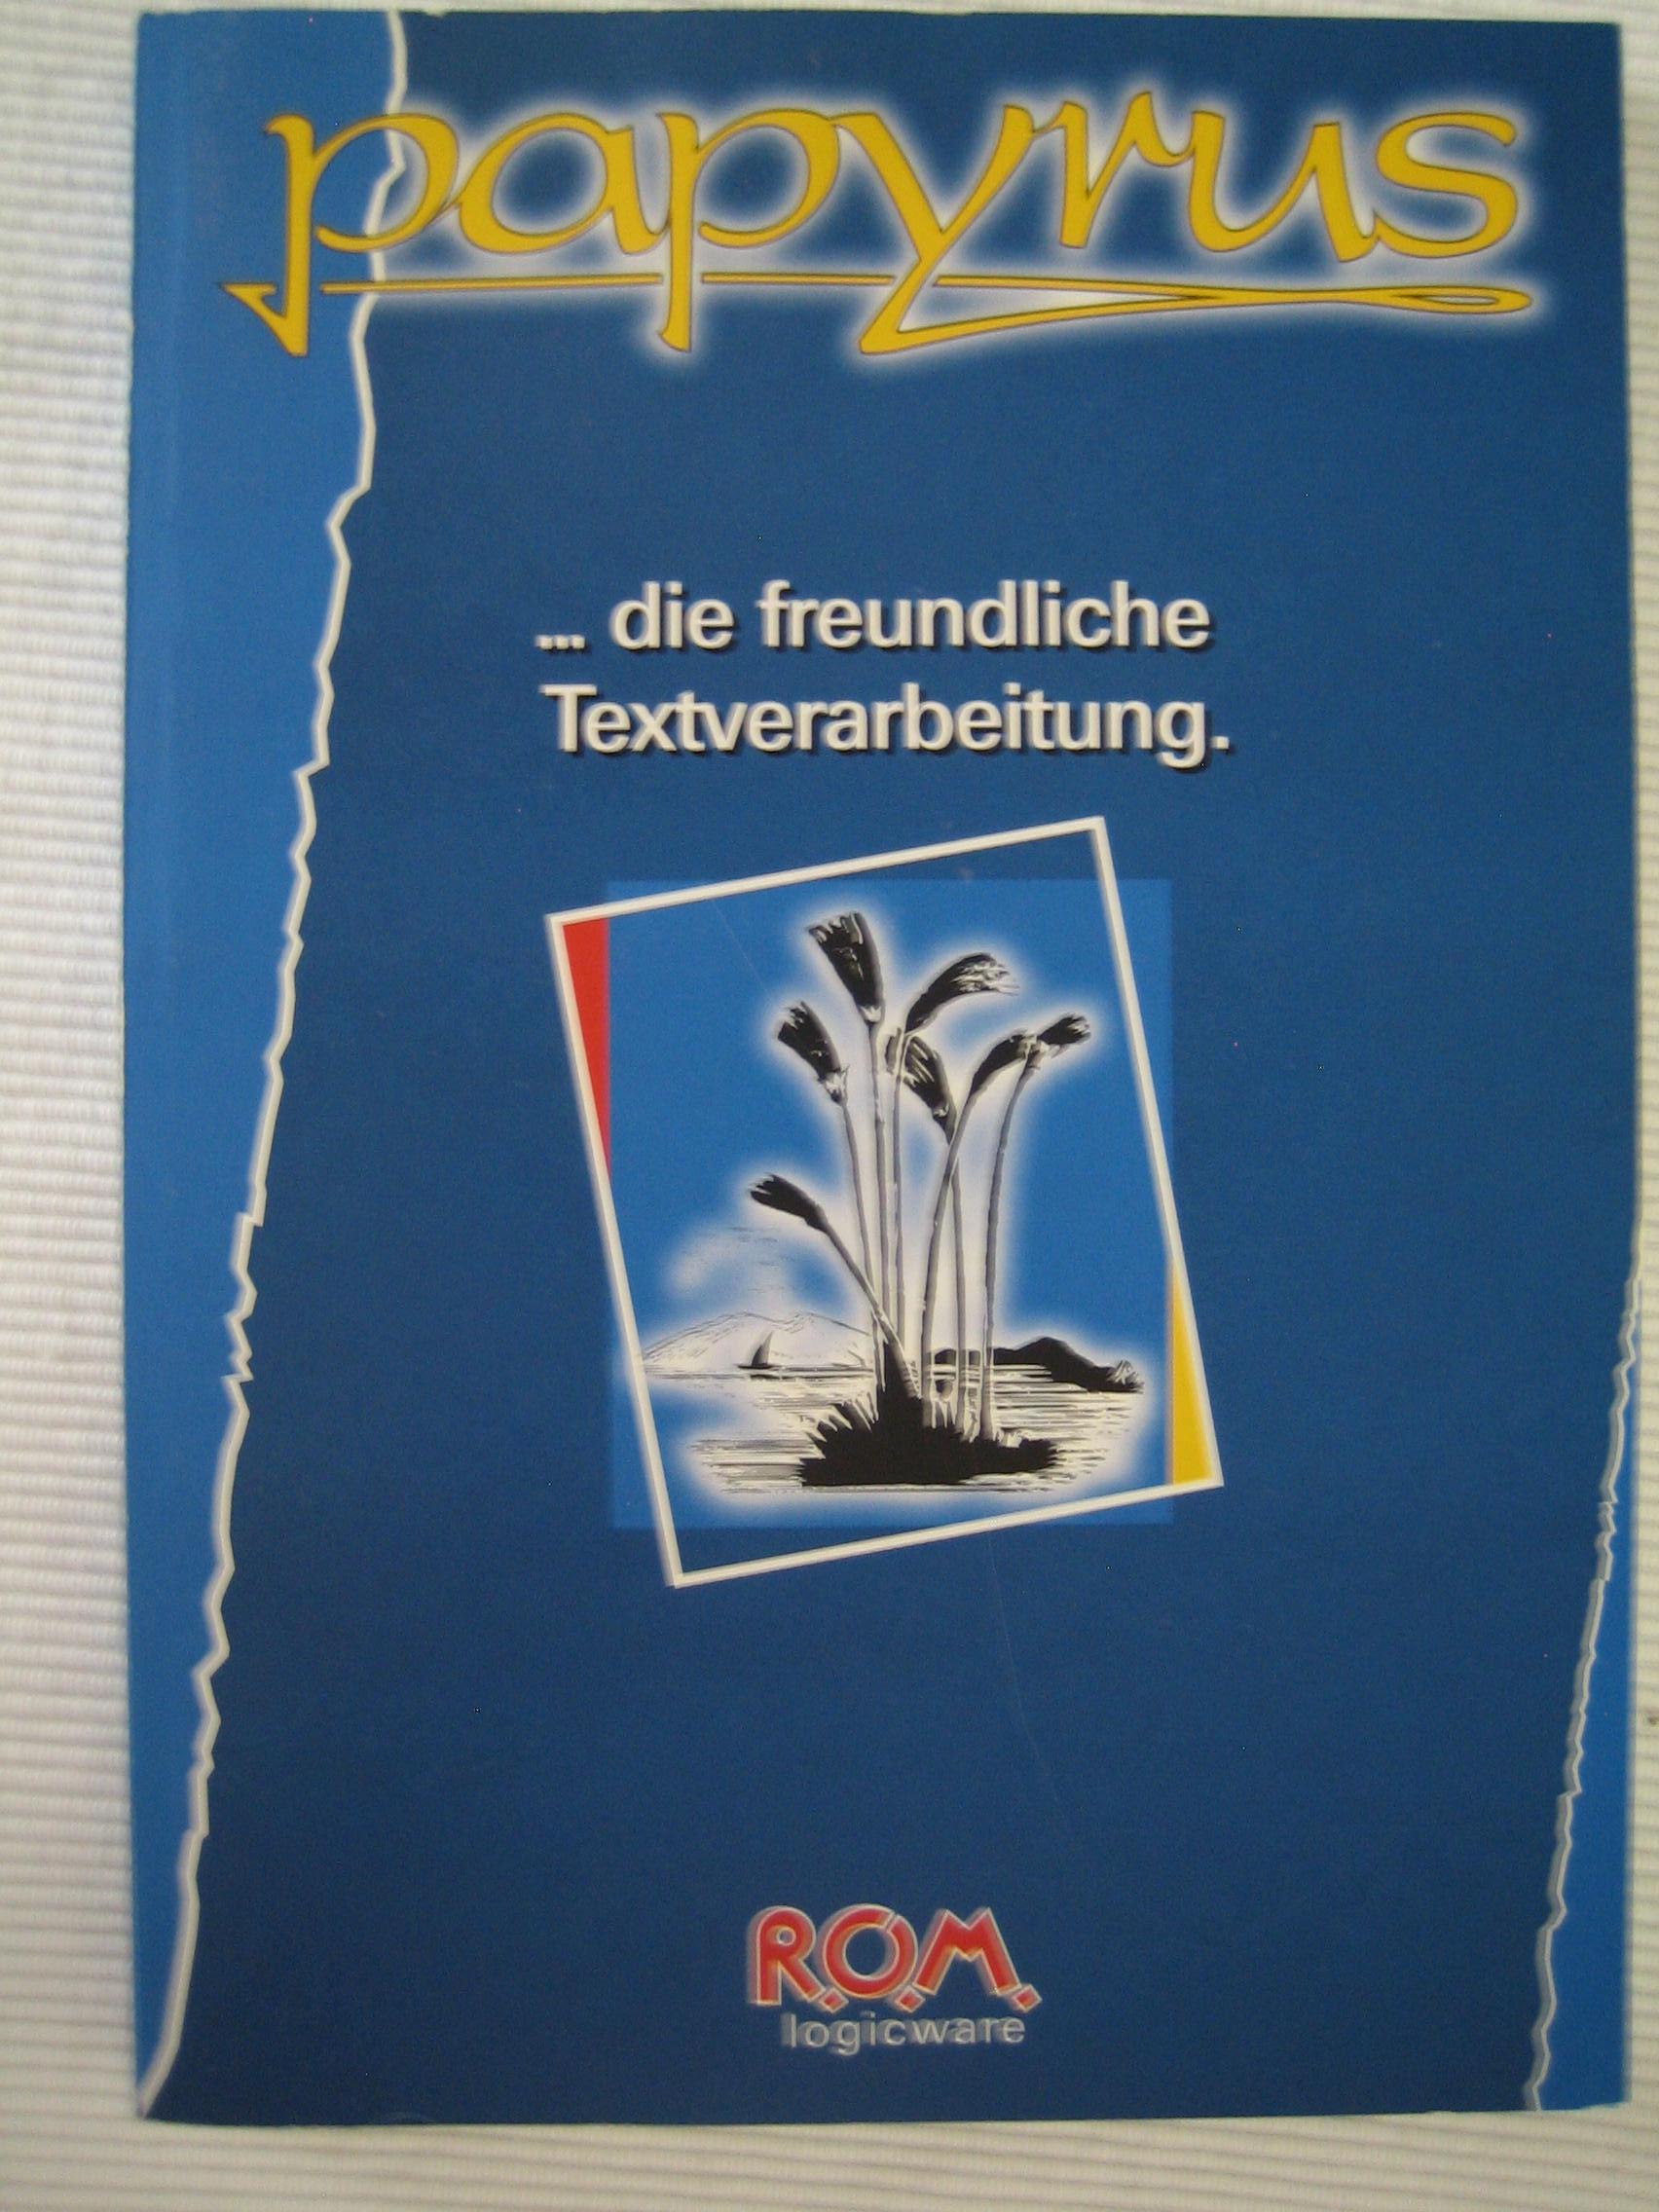 papyrus
... die freundliche
Textverarbeitung.
R.O.M.
logicware